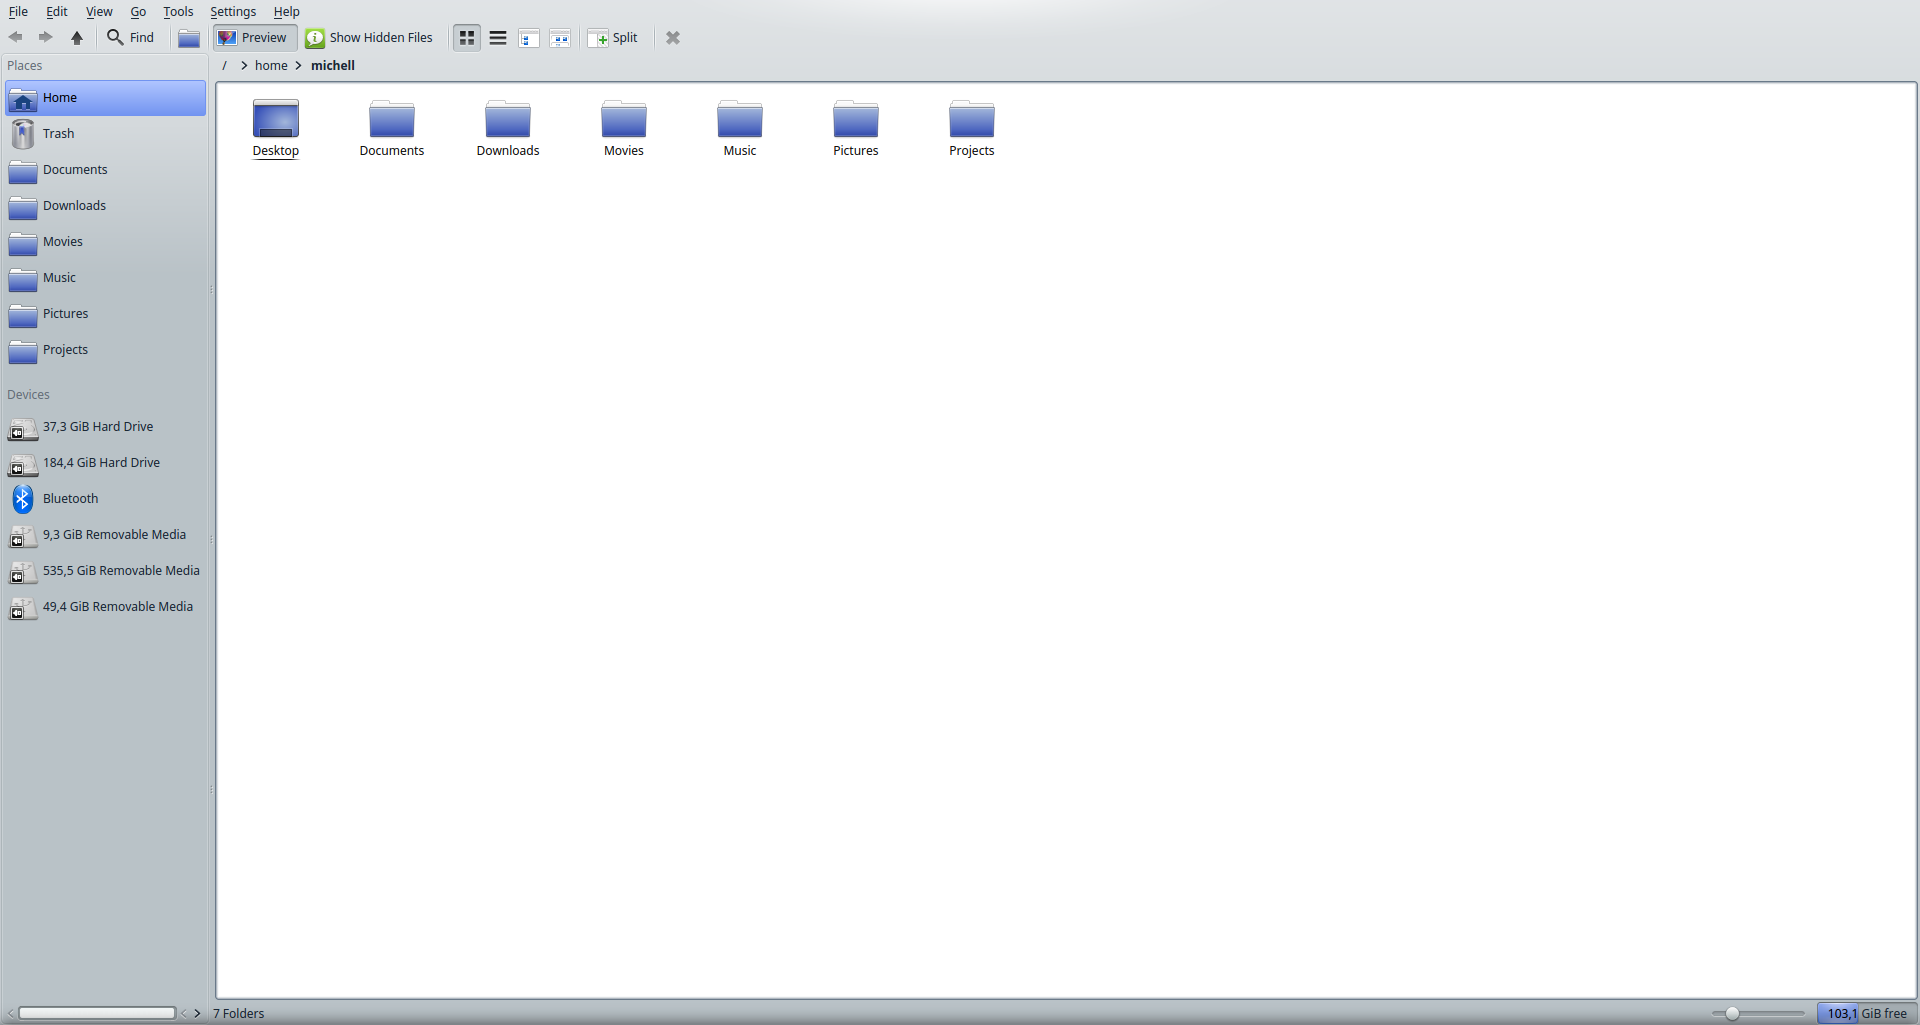 File Edit View Go Tools Settings Help
Find Preview Show Hidden Files Split
Places
/ > home > michell
Home
Trash
Documents
Downloads
Movies
Music
Pictures
Projects
Desktop Documents Downloads Movies Music Pictures Projects
Devices
37,3 GiB Hard Drive
184,4 GiB Hard Drive
Bluetooth
9,3 GiB Removable Media
535,5 GiB Removable Media
49,4 GiB Removable Media
7 Folders
103,1 GiB free